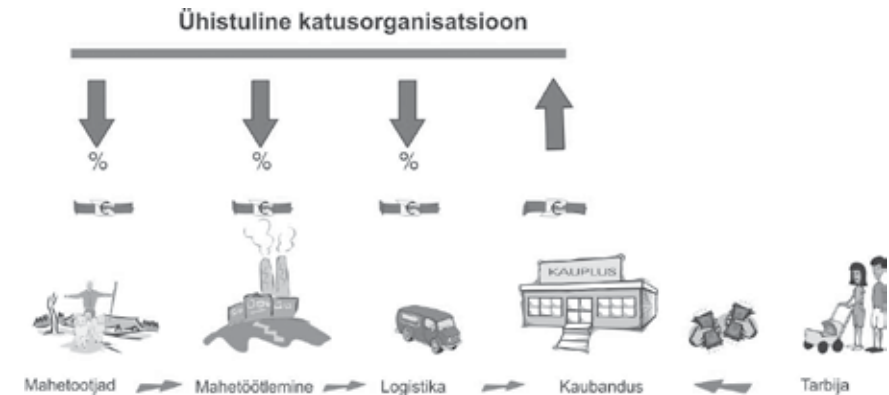 Ühistuline katusorganisatsioon
% % %
KAUPLUS
Mahetootjad Mahetöötlemine Logistika Kaubandus Tarbija